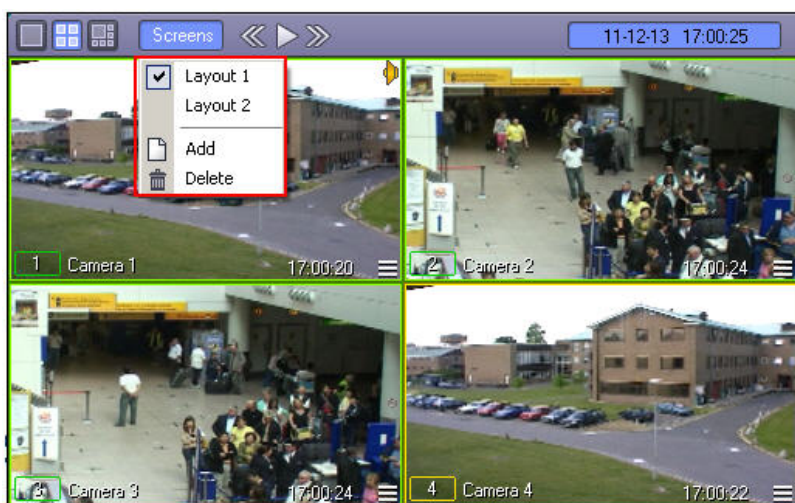 Screens
11-12-13 17:00:25
Layout 1
Layout 2
Add
Delete
1 Camera 1 17:00:20
2 Camera 2 17:00:24
3 Camera 3 17:00:24
4 Camera 4 17:00:22